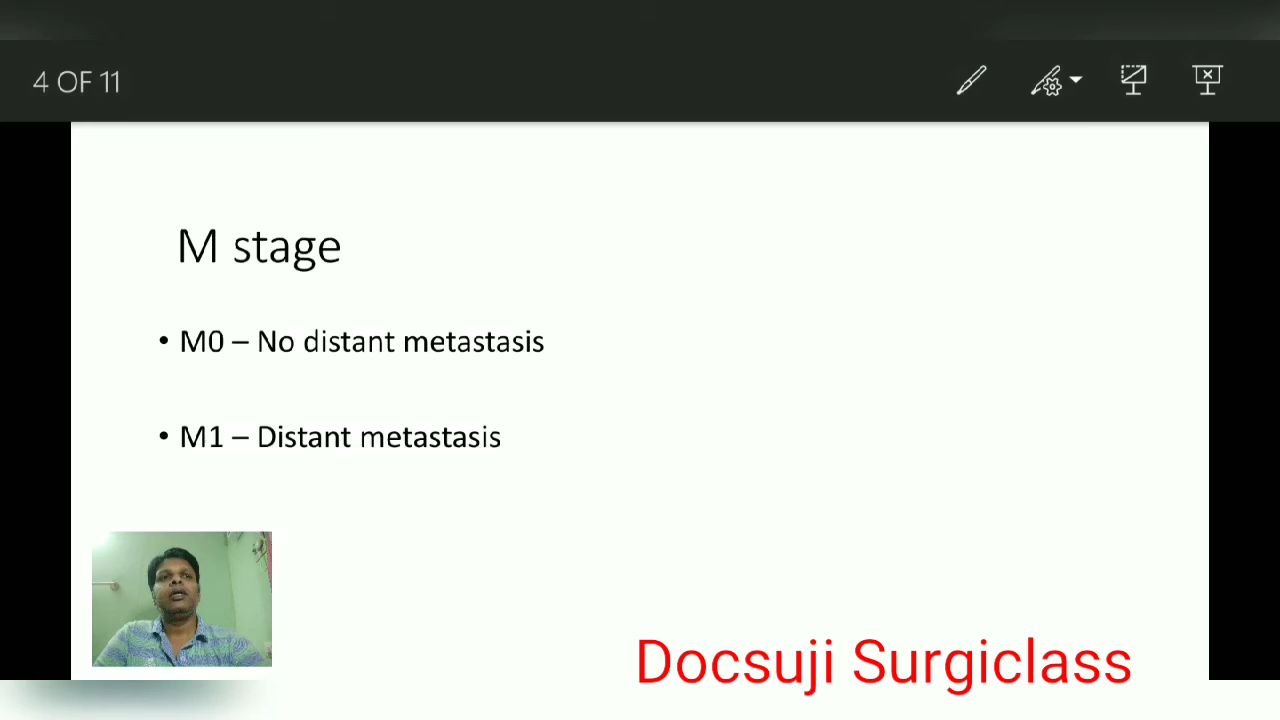 4 OF 11
M stage
• M0 – No distant metastasis
• M1 – Distant metastasis
Docsuji Surgiclass